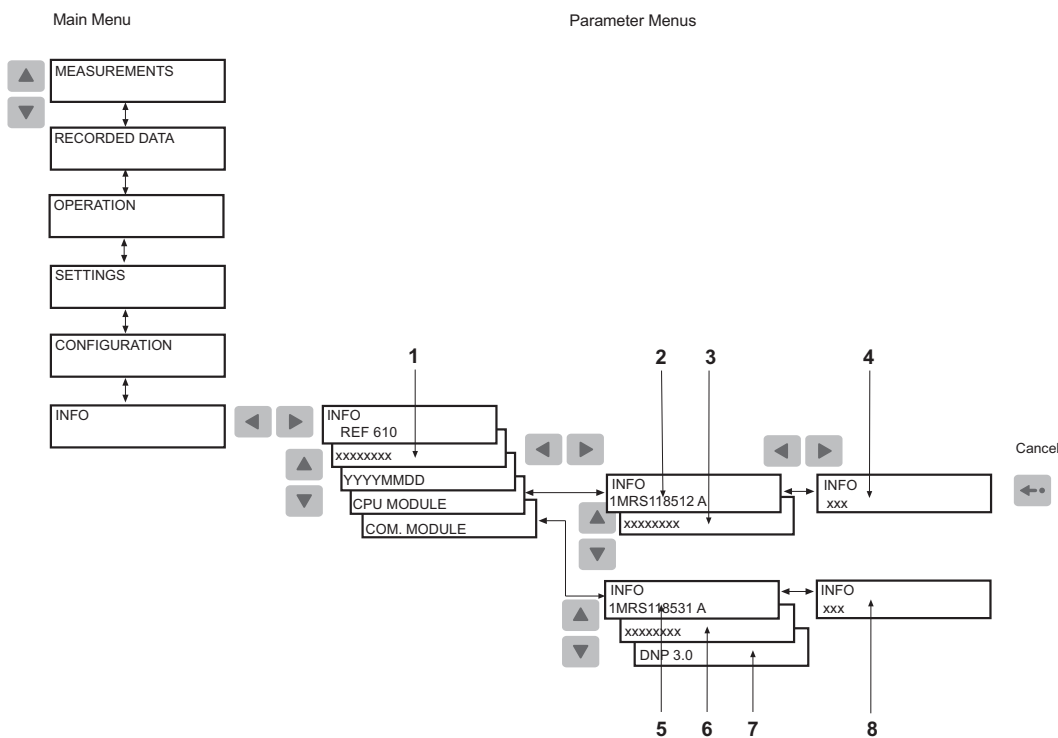 Main Menu
Parameter Menus
MEASUREMENTS
RECORDED DATA
OPERATION
SETTINGS
CONFIGURATION
INFO
1
2
3
4
INFO
REF 610
xxxxxxxx
YYYYMMDD
CPU MODULE
COM. MODULE
INFO
1MRS118512 A
xxxxxxxx
INFO
xxx
Cancel
INFO
1MRS118531 A
xxxxxxxx
DNP 3.0
INFO
xxx
5
6
7
8